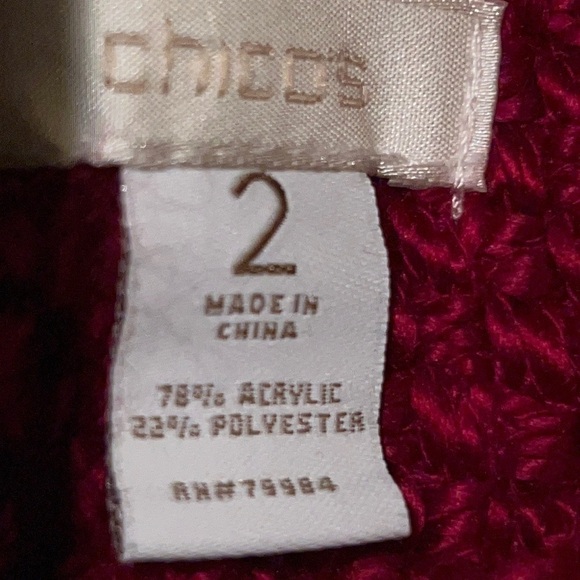 chico's
2
MADE IN
CHINA
78% ACRYLIC
22% POLYESTER
RN#79984